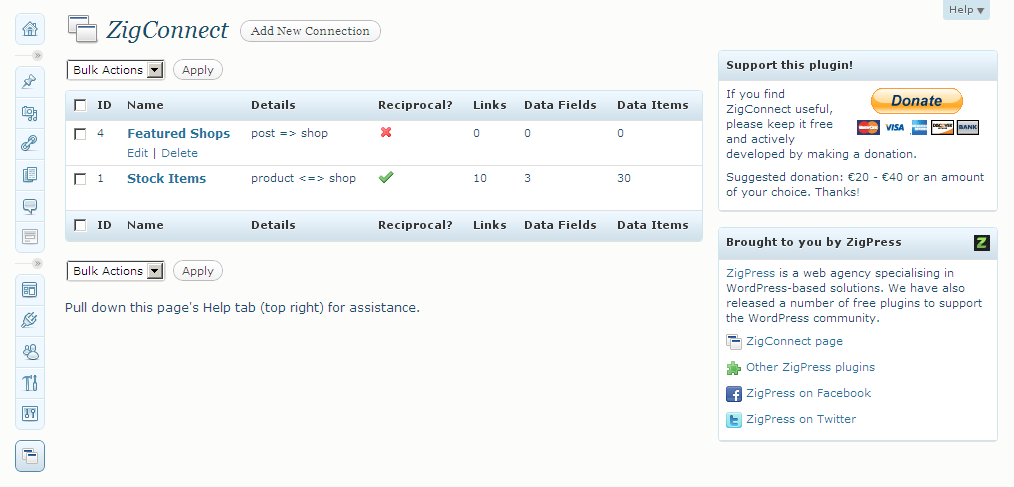 Help ▼
ZigConnect Add New Connection
Bulk Actions Apply
ID Name Details Reciprocal? Links Data Fields Data Items
4 Featured Shops post => shop 0 0 0
Edit | Delete
1 Stock Items product <=> shop 10 3 30
ID Name Details Reciprocal? Links Data Fields Data Items
Bulk Actions Apply
Pull down this page's Help tab (top right) for assistance.
Support this plugin!
If you find
ZigConnect useful,
please keep it free
and actively
developed by making a donation.
Donate
MasterCard VISA DISCOVER BANK
Suggested donation: €20 - €40 or an amount
of your choice. Thanks!
Brought to you by ZigPress Z
ZigPress is a web agency specialising in
WordPress-based solutions. We have also
released a number of free plugins to support
the WordPress community.
ZigConnect page
Other ZigPress plugins
f ZigPress on Facebook
t ZigPress on Twitter